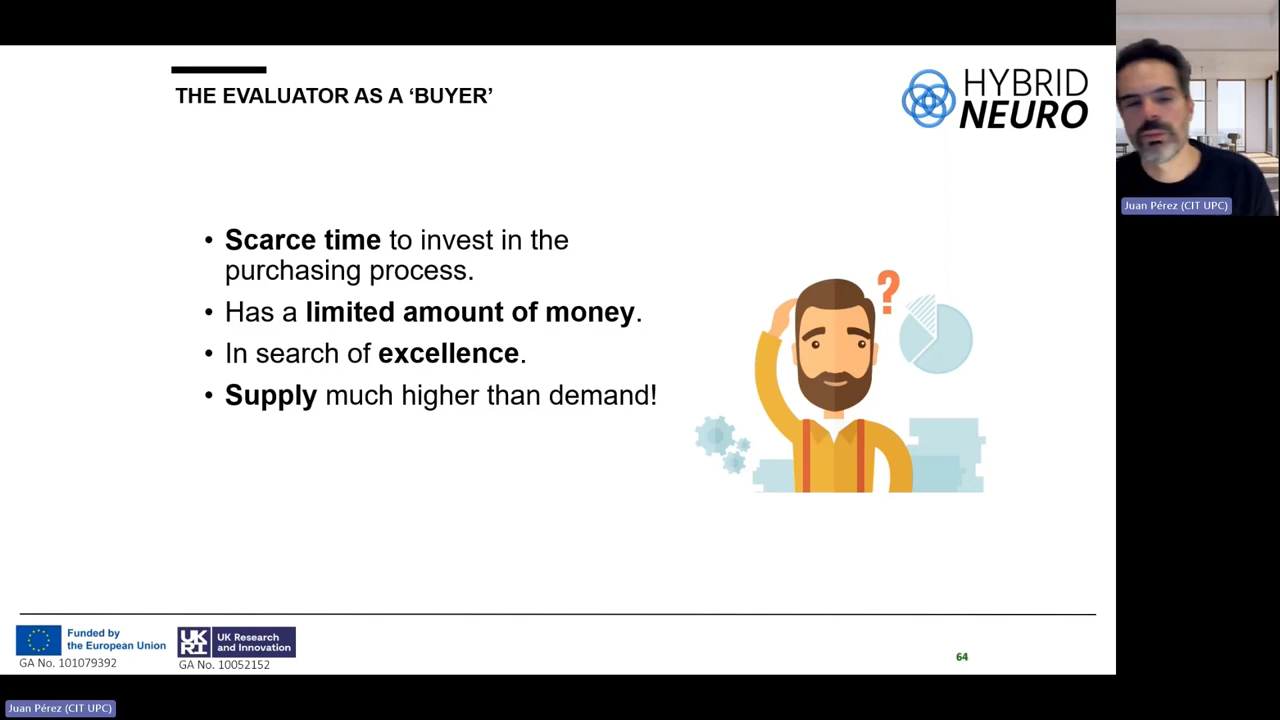 THE EVALUATOR AS A ‘BUYER’
HYBRID
NEURO
• Scarce time to invest in the
purchasing process.
• Has a limited amount of money.
• In search of excellence.
• Supply much higher than demand!
?
Juan Pérez (CIT UPC)
Funded by
the European Union
GA No. 101079392
UK
RI
UK Research
and Innovation
GA No. 10052152
64
Juan Pérez (CIT UPC)